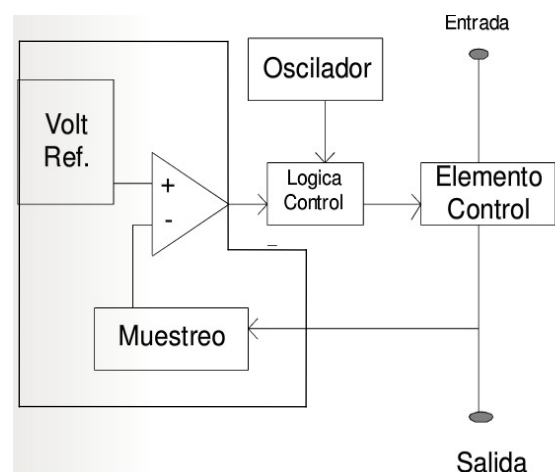 Entrada
Oscilador
Volt
Ref.
+
-
Logica
Control
Elemento
Control
Muestreo
Salida